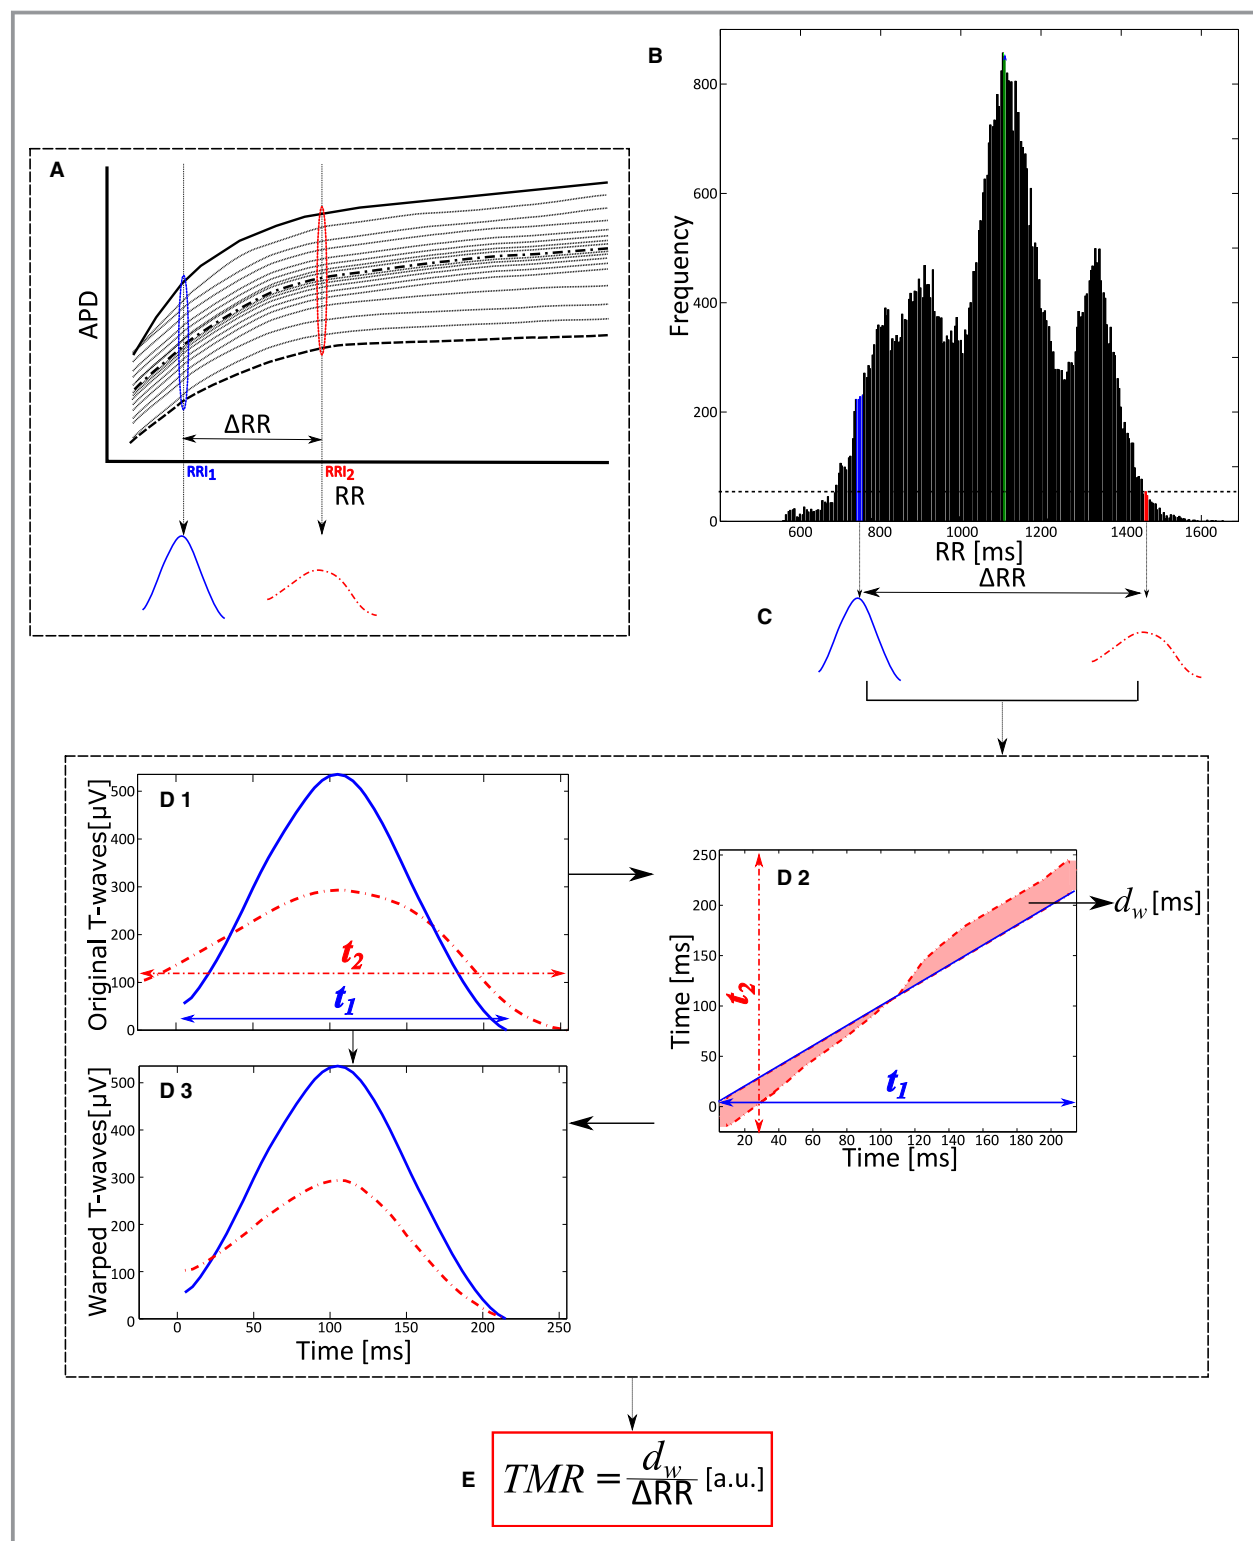 A
APD
ΔRR
RRI1
RRI2
RR
B
Frequency
800
600
400
200
0
600
800
1000
1200
1400
1600
RR [ms]
ΔRR
C
D 1
Original T-waves[µV]
500
400
300
200
100
0
t2
t1
D 2
Time [ms]
250
200
150
100
50
0
t2
t1
dw [ms]
20
40
60
80
100
120
140
160
180
200
Time [ms]
D 3
Warped T-waves[µV]
500
400
300
200
100
0
0
50
100
150
200
250
Time [ms]
E
TMR = dw/ΔRR [a.u.]